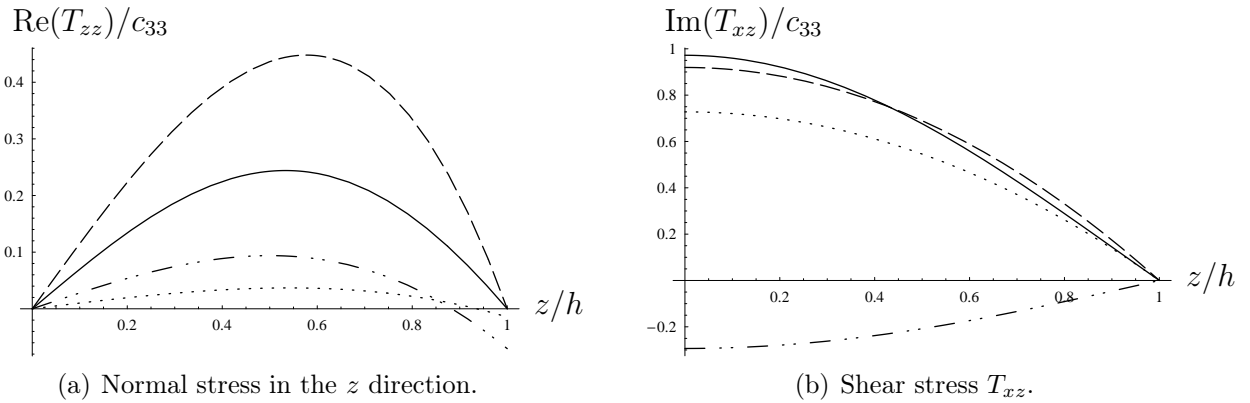 Re(T_{zz})/c_{33}
0.4
0.3
0.2
0.1
0.2 0.4 0.6 0.8 1
z/h
(a) Normal stress in the z direction.
Im(T_{xz})/c_{33}
1
0.8
0.6
0.4
0.2
−0.2
0.2 0.4 0.6 0.8 1
z/h
(b) Shear stress T_{xz}.